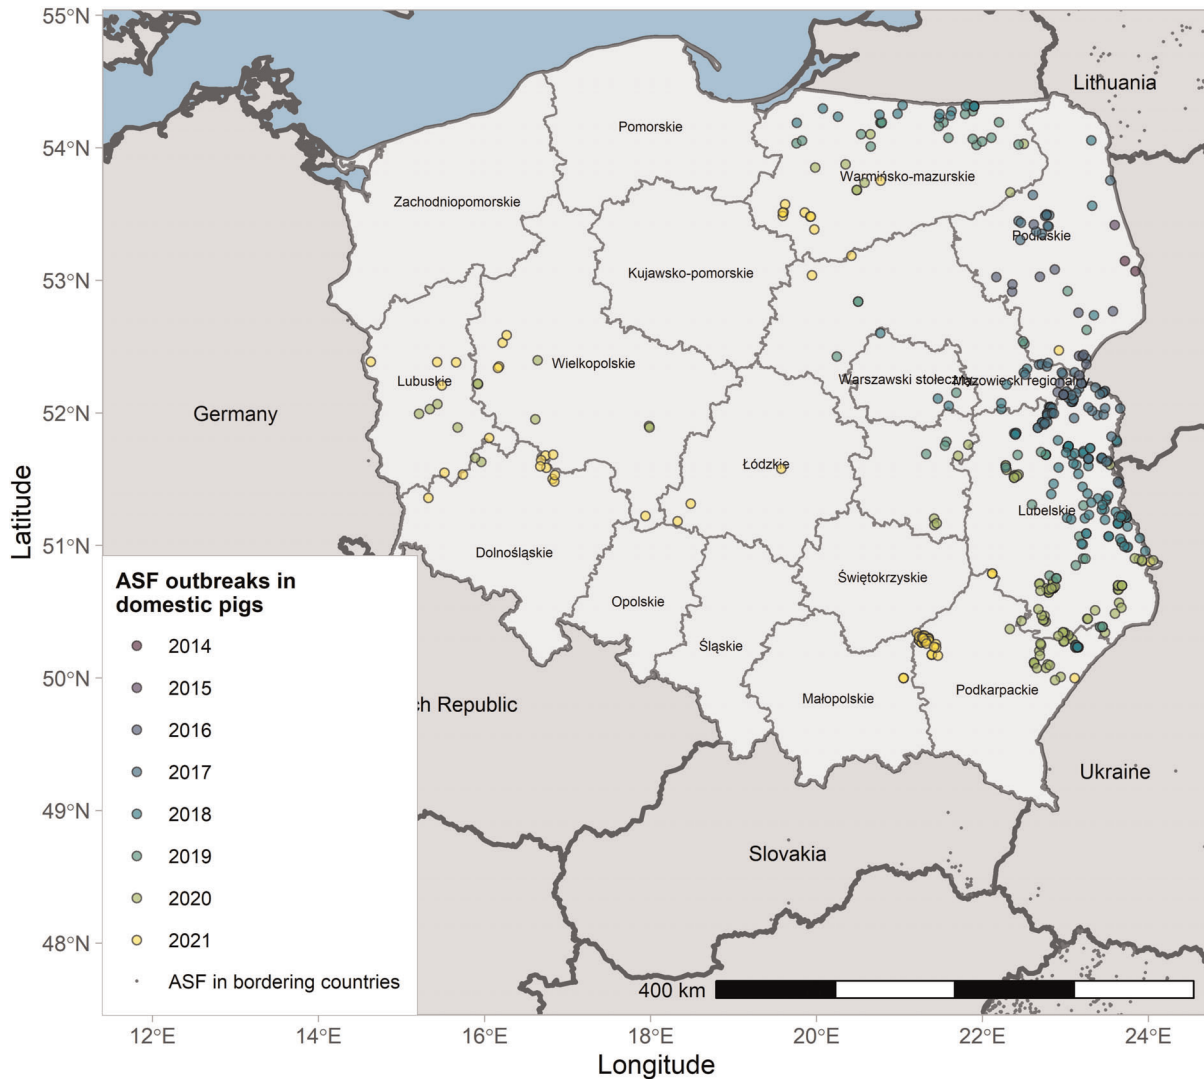 55°N
Lithuania
Pomorskie
54°N
Warmińsko-mazurskie
Zachodniopomorskie
Podlaskie
Kujawsko-pomorskie
53°N
Wielkopolskie
Lubuskie
Warszawski stołeczny
Mazowiecki regionalny
Germany
52°N
Łódzkie
Lubelskie
Latitude
51°N
Dolnośląskie
Świętokrzyskie
Opolskie
Śląskie
Małopolskie
Podkarpackie
50°N
ch Republic
Ukraine
49°N
Slovakia
48°N
ASF outbreaks in
domestic pigs
2014
2015
2016
2017
2018
2019
2020
2021
ASF in bordering countries
400 km
12°E 14°E 16°E 18°E 20°E 22°E 24°E
Longitude